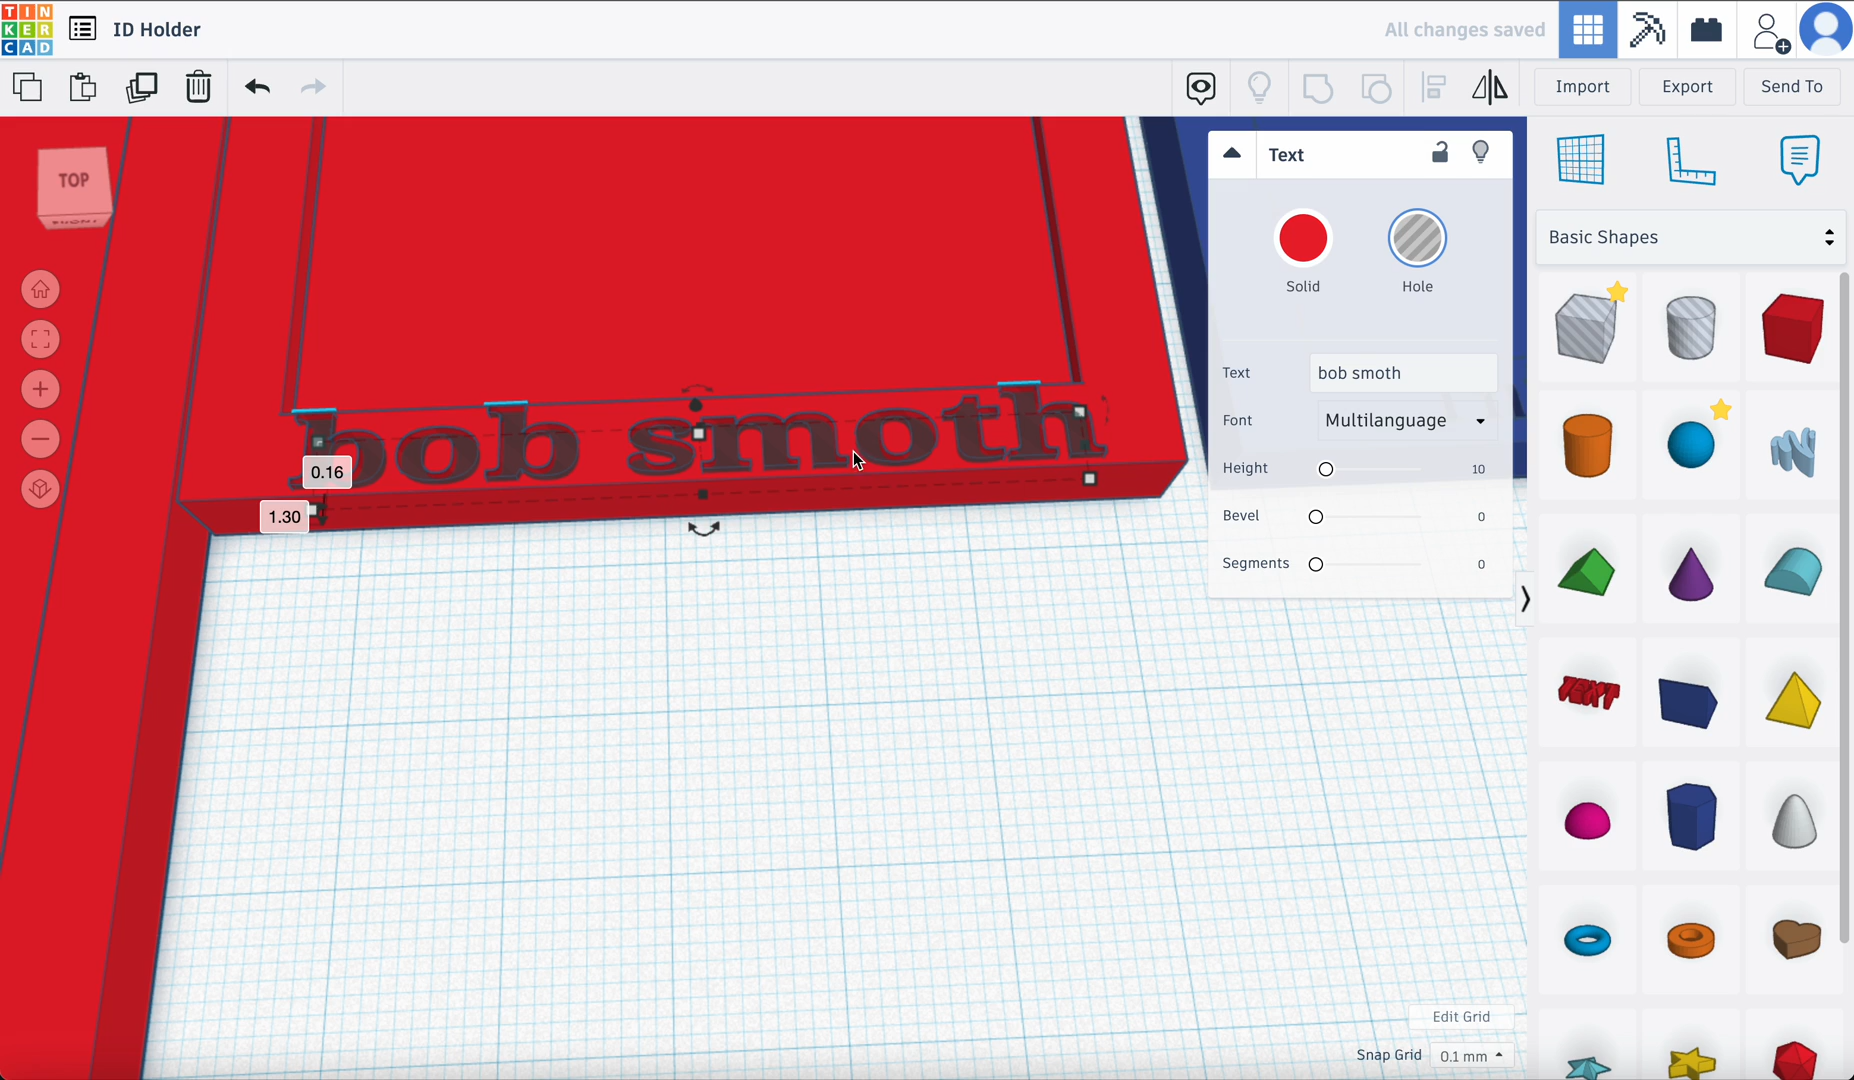 TIN
KER
CAD
ID Holder
All changes saved
Import
Export
Send To
TOP
FRONT
Text
Solid
Hole
Text
bob smoth
Font
Multilanguage
Height
10
Bevel
0
Segments
0
Basic Shapes
bob smoth
0.16
1.30
TEXT
Edit Grid
Snap Grid
0.1 mm